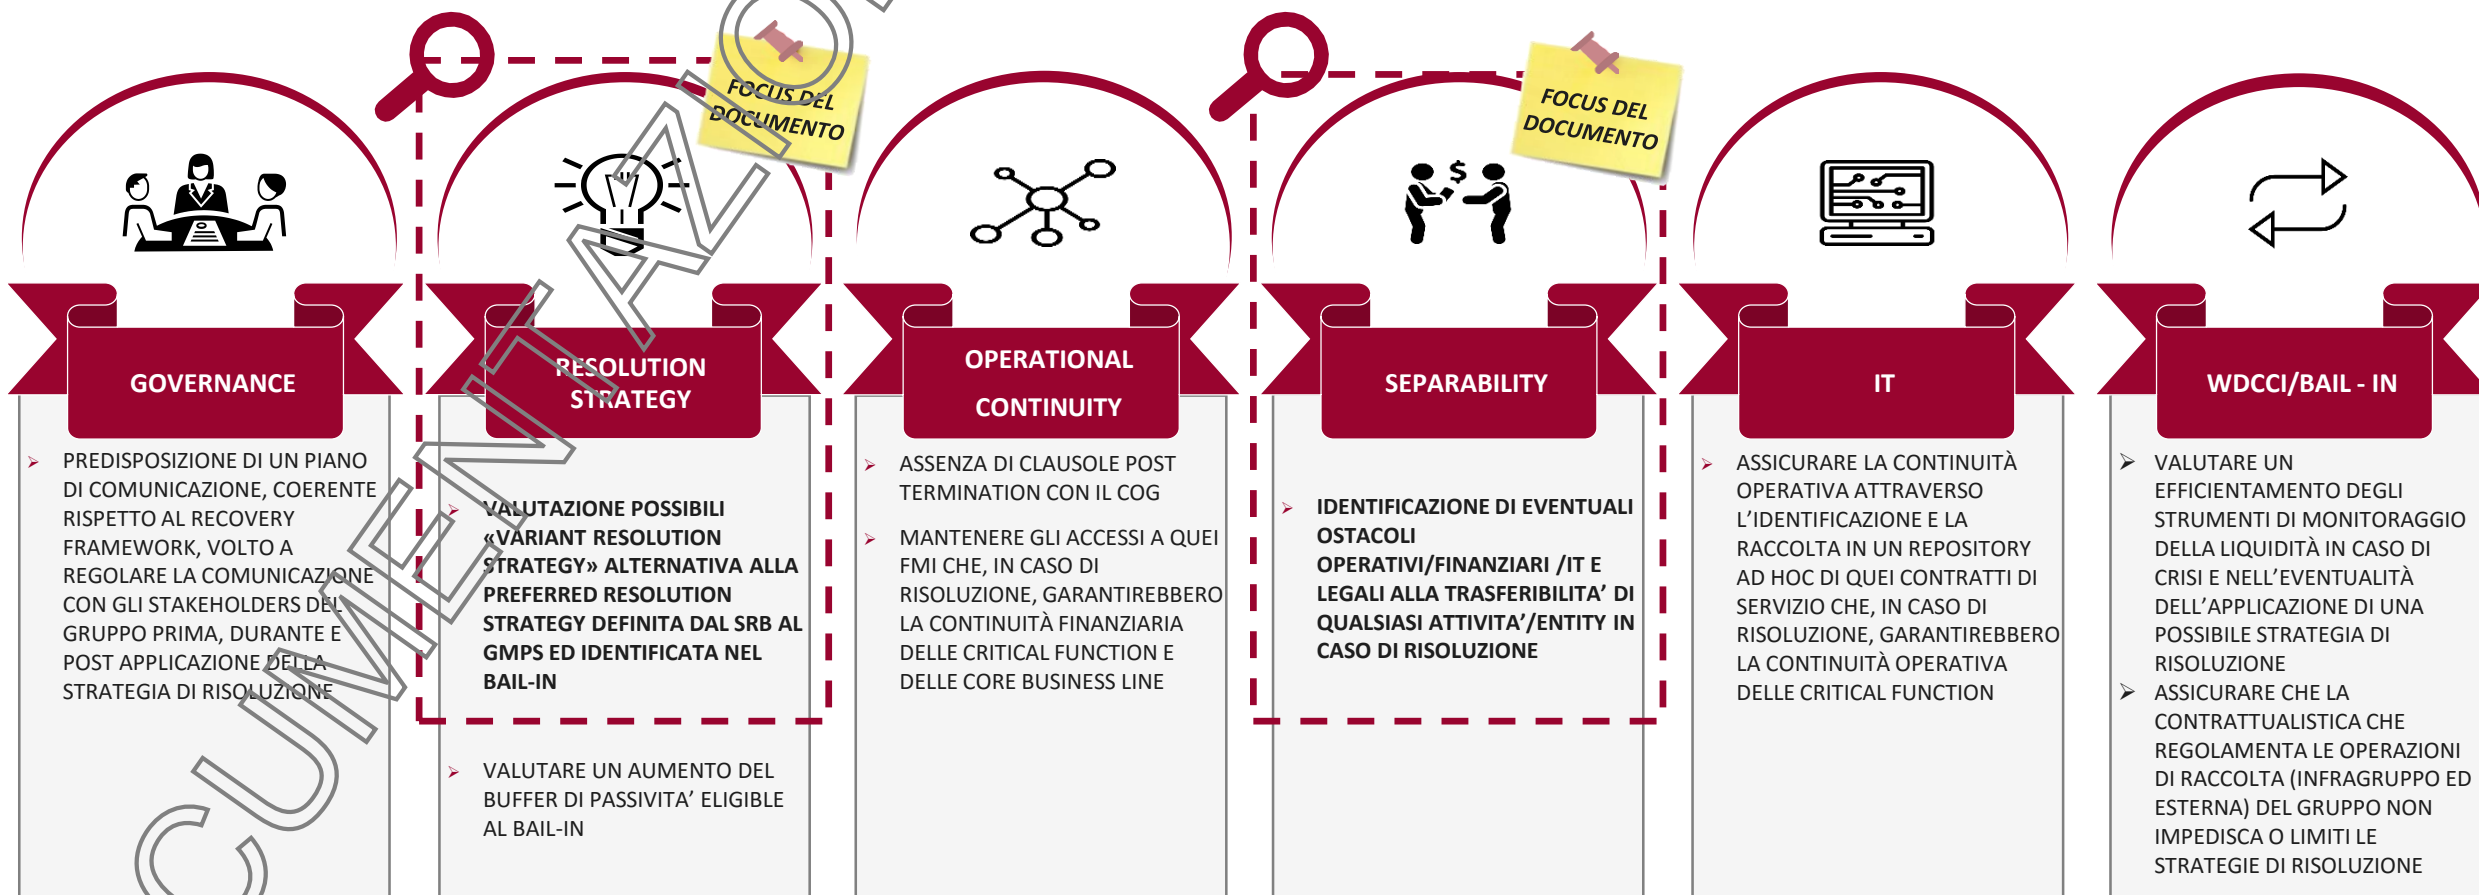 FOCUS DEL
DOCUMENTO
FOCUS DEL
DOCUMENTO
GOVERNANCE
PREDISPOSIZIONE DI UN PIANO
DI COMUNICAZIONE, COERENTE
RISPETTO AL RECOVERY
FRAMEWORK, VOLTO A
REGOLARE LA COMUNICAZIONE
CON GLI STAKEHOLDERS DEL
GRUPPO PRIMA, DURANTE E
POST APPLICAZIONE DELLA
STRATEGIA DI RISOLUZIONE
RESOLUTION
STRATEGY
VALUTAZIONE POSSIBILI
«VARIANT RESOLUTION
STRATEGY» ALTERNATIVA ALLA
PREFERRED RESOLUTION
STRATEGY DEFINITA DAL SRB AL
GMPS ED IDENTIFICATA NEL
BAIL-IN
VALUTARE UN AUMENTO DEL
BUFFER DI PASSIVITA’ ELIGIBLE
AL BAIL-IN
OPERATIONAL
CONTINUITY
ASSENZA DI CLAUSOLE POST
TERMINATION CON IL COG
MANTENERE GLI ACCESSI A QUEI
FMI CHE, IN CASO DI
RISOLUZIONE, GARANTIREBBERO
LA CONTINUITÀ FINANZIARIA
DELLE CRITICAL FUNCTION E
DELLE CORE BUSINESS LINE
$
SEPARABILITY
IDENTIFICAZIONE DI EVENTUALI
OSTACOLI
OPERATIVI/FINANZIARI /IT E
LEGALI ALLA TRASFERIBILITA’ DI
QUALSIASI ATTIVITA’/ENTITY IN
CASO DI RISOLUZIONE
IT
ASSICURARE LA CONTINUITÀ
OPERATIVA ATTRAVERSO
L’IDENTIFICAZIONE E LA
RACCOLTA IN UN REPOSITORY
AD HOC DI QUEI CONTRATTI DI
SERVIZIO CHE, IN CASO DI
RISOLUZIONE, GARANTIREBBERO
LA CONTINUITÀ OPERATIVA
DELLE CRITICAL FUNCTION
WDCCI/BAIL - IN
VALUTARE UN
EFFICIENTAMENTO DEGLI
STRUMENTI DI MONITORAGGIO
DELLA LIQUIDITÀ IN CASO DI
CRISI E NELL’EVENTUALITÀ
DELL’APPLICAZIONE DI UNA
POSSIBILE STRATEGIA DI
RISOLUZIONE
ASSICURARE CHE LA
CONTRATTUALISTICA CHE
REGOLAMENTA LE OPERAZIONI
DI RACCOLTA (INFRAGRUPPO ED
ESTERNA) DEL GRUPPO NON
IMPEDISCA O LIMITI LE
STRATEGIE DI RISOLUZIONE